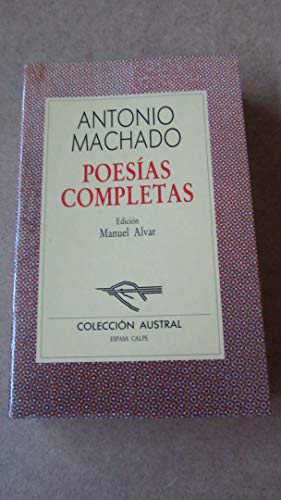 ANTONIO
MACHADO
POESÍAS
COMPLETAS
Edición
Manuel Alvar
COLECCIÓN AUSTRAL
ESPASA CALPE